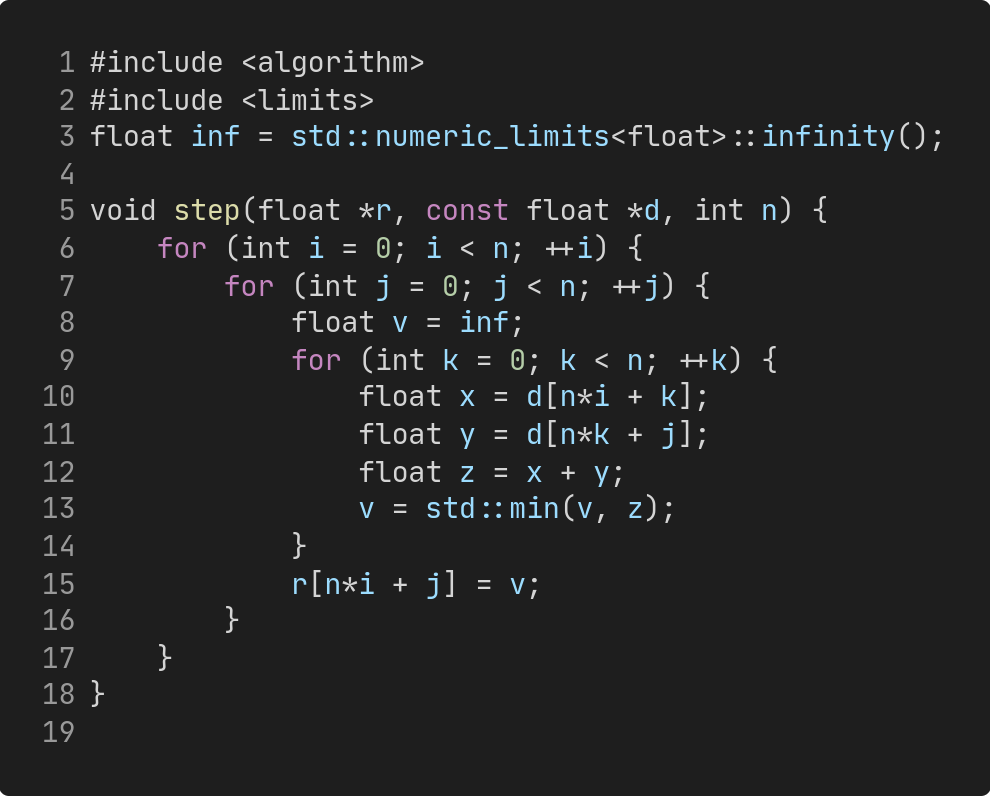 1 #include <algorithm>
2 #include <limits>
3 float inf = std::numeric_limits<float>::infinity();
4
5 void step(float *r, const float *d, int n) {
6     for (int i = 0; i < n; ++i) {
7         for (int j = 0; j < n; ++j) {
8             float v = inf;
9             for (int k = 0; k < n; ++k) {
10                 float x = d[n*i + k];
11                 float y = d[n*k + j];
12                 float z = x + y;
13                 v = std::min(v, z);
14             }
15             r[n*i + j] = v;
16         }
17     }
18 }
19